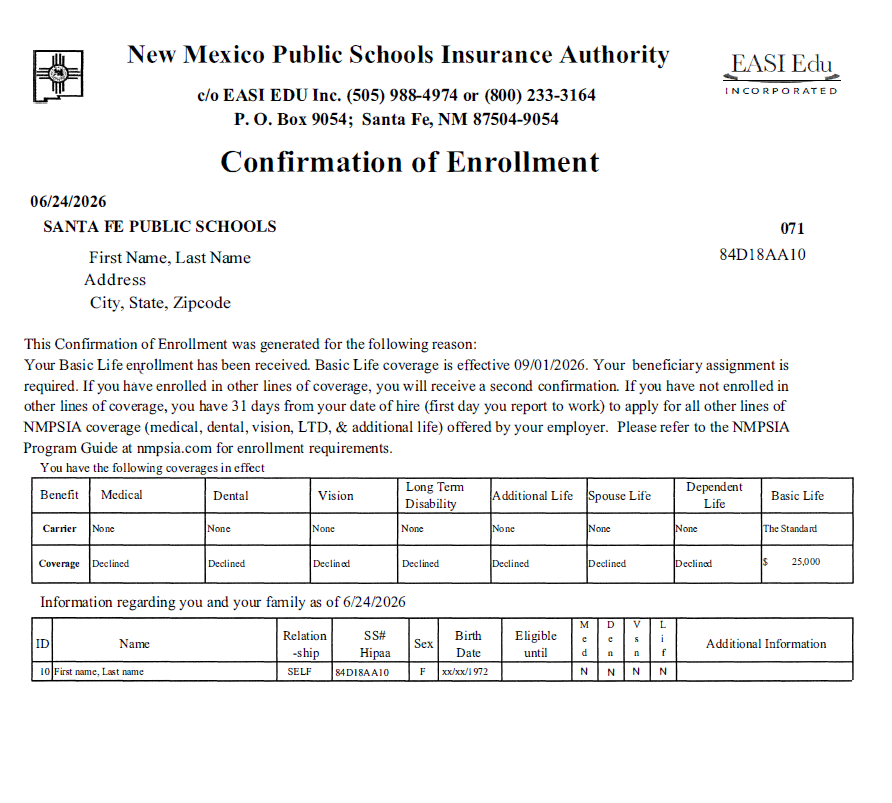 New Mexico Public Schools Insurance Authority
EASI Edu
INCORPORATED
c/o EASI EDU Inc. (505) 988-4974 or (800) 233-3164
P. O. Box 9054; Santa Fe, NM 87504-9054
Confirmation of Enrollment
06/24/2026
SANTA FE PUBLIC SCHOOLS 071
First Name, Last Name 84D18AA10
Address
City, State, Zipcode
This Confirmation of Enrollment was generated for the following reason:
Your Basic Life enrollment has been received. Basic Life coverage is effective 09/01/2026. Your beneficiary assignment is
required. If you have enrolled in other lines of coverage, you will receive a second confirmation. If you have not enrolled in
other lines of coverage, you have 31 days from your date of hire (first day you report to work) to apply for all other lines of
NMPSIA coverage (medical, dental, vision, LTD, & additional life) offered by your employer. Please refer to the NMPSIA
Program Guide at nmpsia.com for enrollment requirements.
You have the following coverages in effect
Benefit Medical Dental Vision Long Term Disability Additional Life Spouse Life Dependent Life Basic Life
Carrier None None None None None None None The Standard
Coverage Declined Declined Declined Declined Declined Declined Declined $ 25,000
Information regarding you and your family as of 6/24/2026
ID Name Relation-ship SS# Hipaa Sex Birth Date Eligible until Med Den Vsn Lif Additional Information
10 First name, Last name SELF 84D18AA10 F xx/xx/1972 N N N N